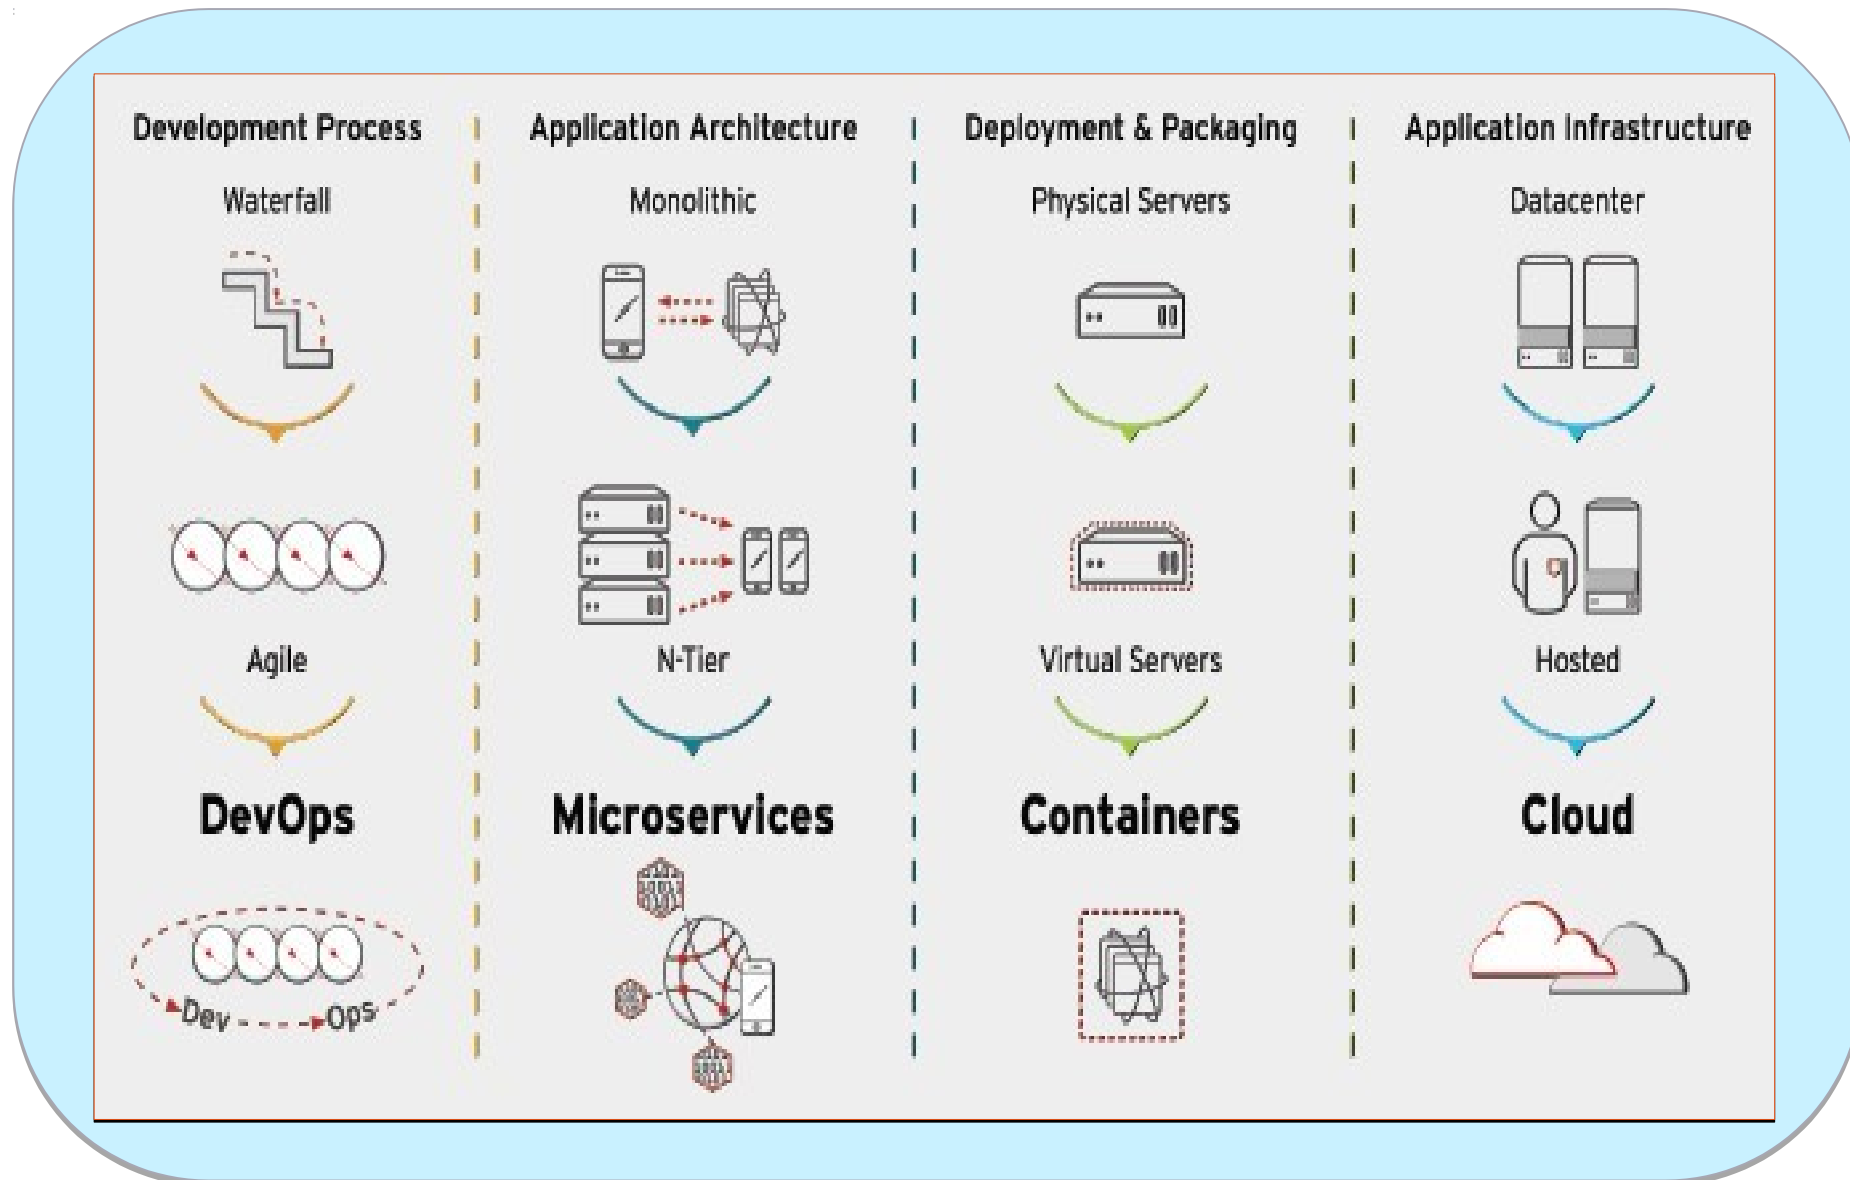 Development Process
Application Architecture
Deployment & Packaging
Application Infrastructure
Waterfall
Monolithic
Physical Servers
Datacenter
Agile
N-Tier
Virtual Servers
Hosted
DevOps
Microservices
Containers
Cloud
Dev
Ops